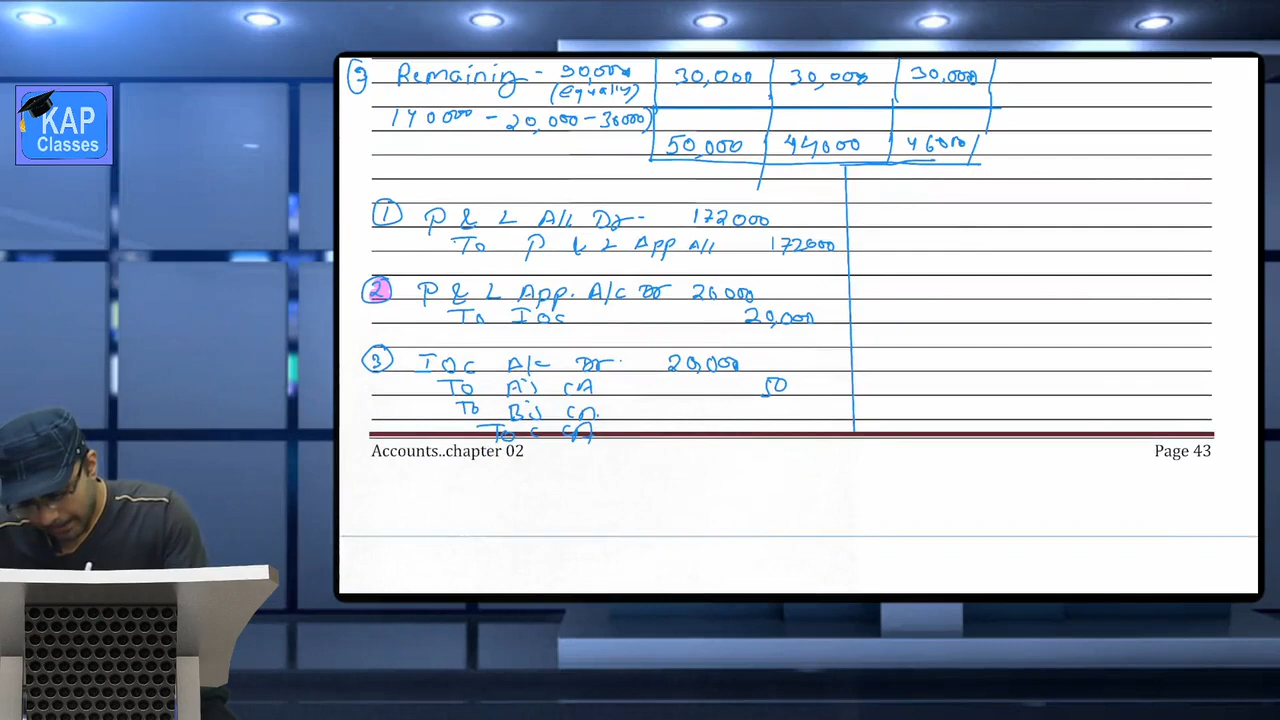 KAP
Classes
③ Remaining - 90,000 30,000 30,000 30,000
(equally)
140000 - 20,000 - 30000)
50,000 44000 46000
① P & L A/c Dr- 172000
To P & L App A/c 172000
② P & L App. A/c Dr 20000
To IOC 20,000
③ IOC A/c Dr. 20,000
To A's CA 50
To B's CA.
To C CA
Accounts..chapter 02
Page 43